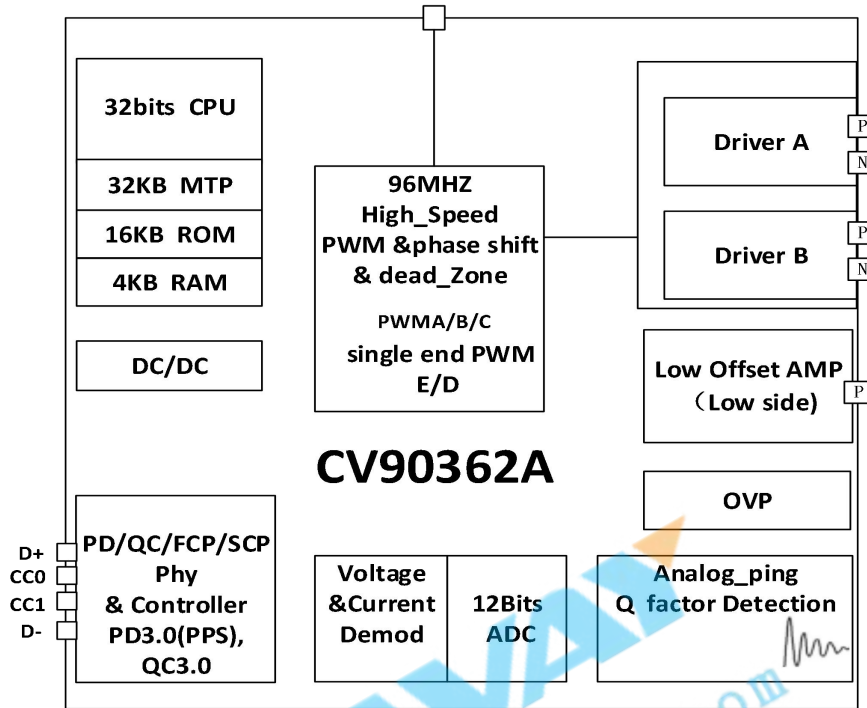 32bits CPU
32KB MTP
16KB ROM
4KB RAM
DC/DC
96MHZ
High_Speed
PWM &phase shift
& dead_Zone
PWMA/B/C
single end PWM
E/D
Driver A
P
N
Driver B
P
N
Low Offset AMP
（Low side)
P
CV90362A
OVP
D+
CC0
CC1
D-
PD/QC/FCP/SCP
Phy
& Controller
PD3.0(PPS),
QC3.0
Voltage
&Current
Demod
12Bits
ADC
Analog_ping
Q factor Detection